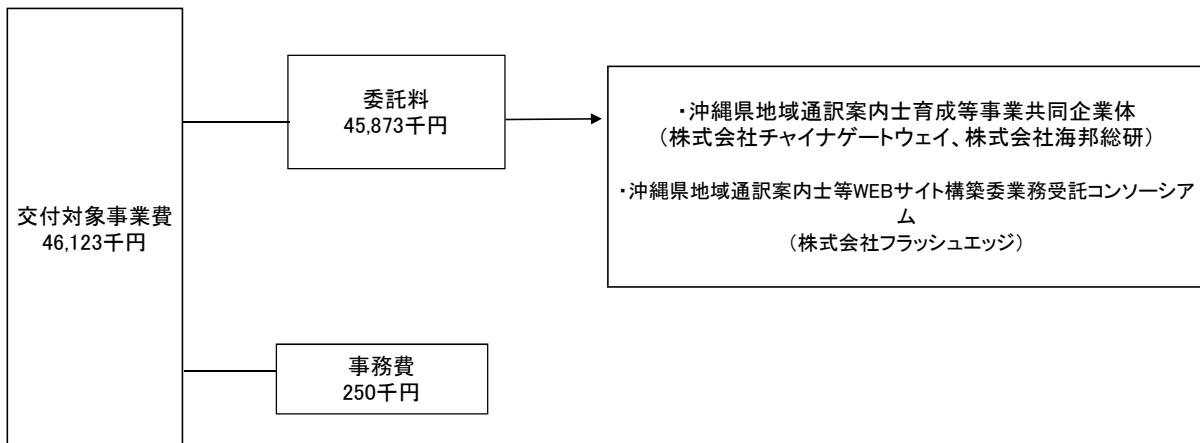 交付対象事業費
46,123千円
委託料
45,873千円
・沖縄県地域通訳案内士育成等事業共同企業体
（株式会社チャイナゲートウェイ、株式会社海邦総研）
・沖縄県地域通訳案内士等WEBサイト構築委業務受託コンソーシア
ム
（株式会社フラッシュエッジ）
事務費
250千円